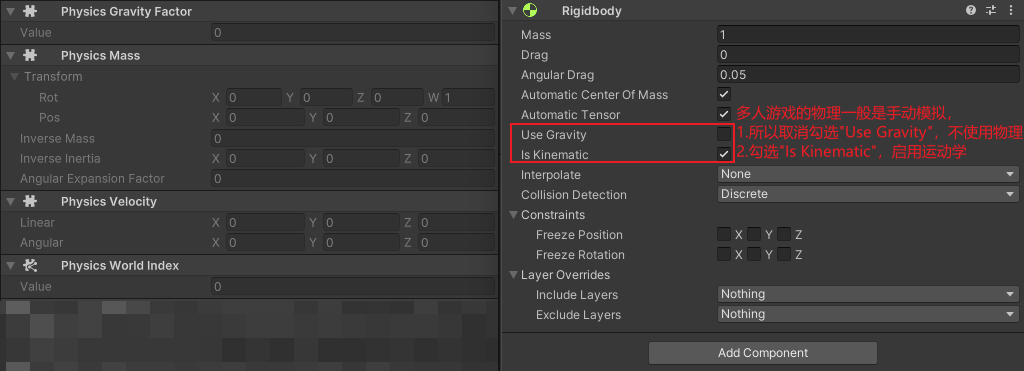 Physics Gravity Factor
Value 0
Physics Mass
Transform
Rot X 0 Y 0 Z 0 W 1
Pos X 0 Y 0 Z 0
Inverse Mass 0
Inverse Inertia X 0 Y 0 Z 0
Angular Expansion Factor 0
Physics Velocity
Linear X 0 Y 0 Z 0
Angular X 0 Y 0 Z 0
Physics World Index
Value 0
Rigidbody
Mass 1
Drag 0
Angular Drag 0.05
Automatic Center Of Mass
Automatic Tensor
多人游戏的物理一般是手动模拟，
Use Gravity
1.所以取消勾选"Use Gravity"，不使用物理
Is Kinematic
2.勾选"Is Kinematic"，启用运动学
Interpolate None
Collision Detection Discrete
Constraints
Freeze Position X Y Z
Freeze Rotation X Y Z
Layer Overrides
Include Layers Nothing
Exclude Layers Nothing
Add Component